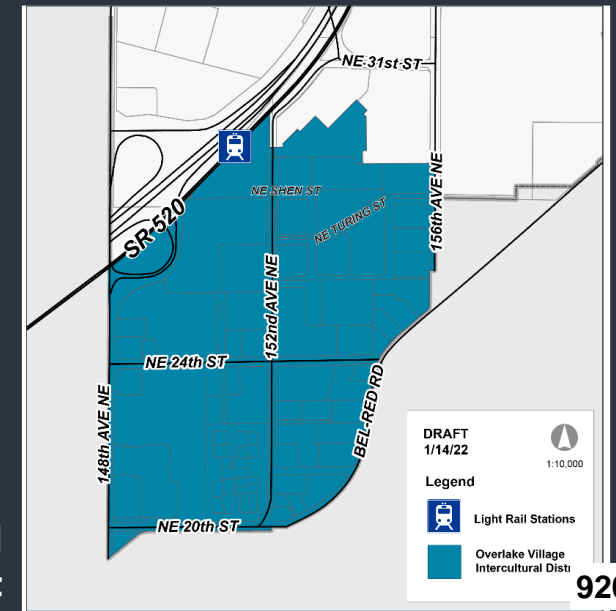 NE 31st ST
NE SHEN ST
NE TURING ST
156th AVE NE
SR-520
152nd AVE NE
NE 24th ST
148th AVE NE
BEL-RED RD
NE 20th ST
DRAFT
1/14/22
1:10,000
Legend
Light Rail Stations
Overlake Village
Intercultural Distr
920